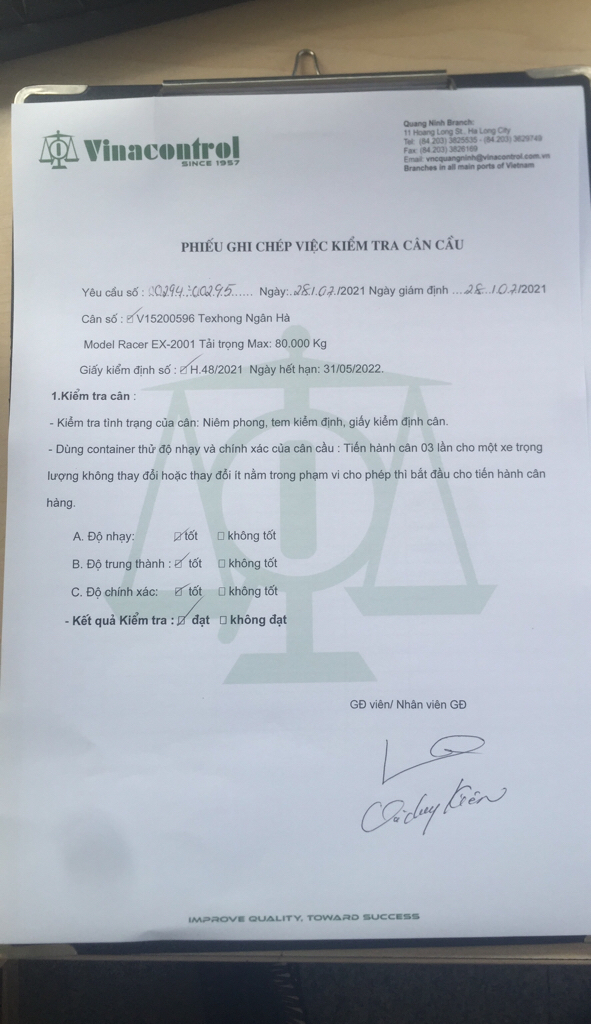 Vinacontrol
SINCE 1957
Quang Ninh Branch:
11 Hoang Long St., Ha Long City
Tel: (84.203) 3825535 - (84.203) 3629749
Fax: (84.203) 3826169
Email: vncquangninh@vinacontrol.com.vn
Branches in all main ports of Vietnam
PHIẾU GHI CHÉP VIỆC KIỂM TRA CÂN CẦU
Yêu cầu số : 00294÷00295...... Ngày:..28.1.07./2021 Ngày giám định ...28..1.07./2021
Cân số : ☑ V15200596 Texhong Ngân Hà
Model Racer EX-2001 Tải trọng Max: 80.000 Kg
Giấy kiểm định số : ☑ H.48/2021 Ngày hết hạn: 31/05/2022.
1.Kiểm tra cân :
- Kiểm tra tình trạng của cân: Niêm phong, tem kiểm định, giấy kiểm định cân.
- Dùng container thử độ nhạy và chính xác của cân cầu : Tiến hành cân 03 lần cho một xe trọng
lượng không thay đổi hoặc thay đổi ít nằm trong phạm vi cho phép thì bắt đầu cho tiến hành cân
hàng.
A. Độ nhạy: ☑ tốt ☐ không tốt
B. Độ trung thành : ☑ tốt ☐ không tốt
C. Độ chính xác: ☑ tốt ☐ không tốt
- Kết quả Kiểm tra : ☑ đạt ☐ không đạt
GĐ viên/ Nhân viên GĐ
Duy Kiên
IMPROVE QUALITY, TOWARD SUCCESS